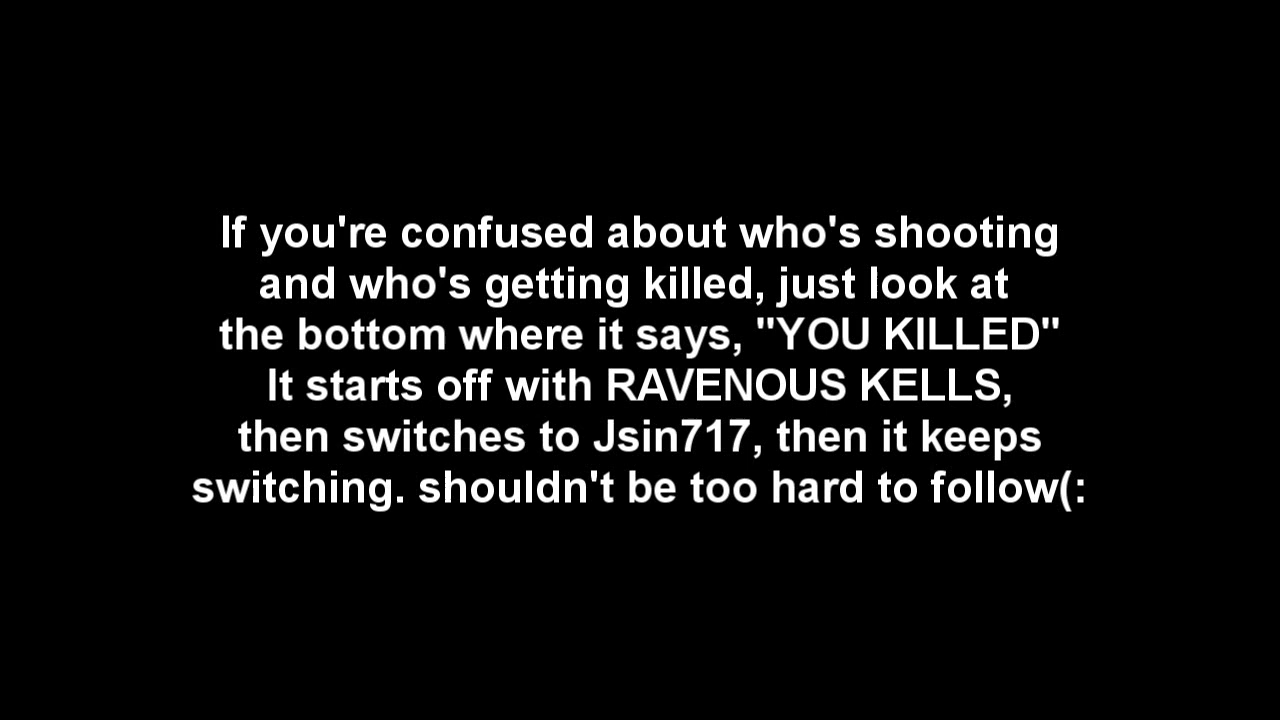 If you're confused about who's shooting
and who's getting killed, just look at
the bottom where it says, "YOU KILLED"
It starts off with RAVENOUS KELLS,
then switches to Jsin717, then it keeps
switching. shouldn't be too hard to follow(: